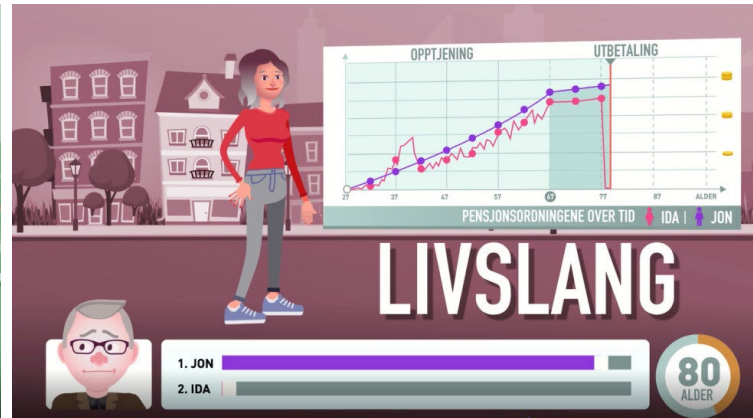 OPPTJENING
UTBETALING
27 37 47 57 67 77 87 ALDER
PENSJONSORDNINGENE OVER TID IDA | JON
LIVSLANG
1. JON
2. IDA
80
ALDER